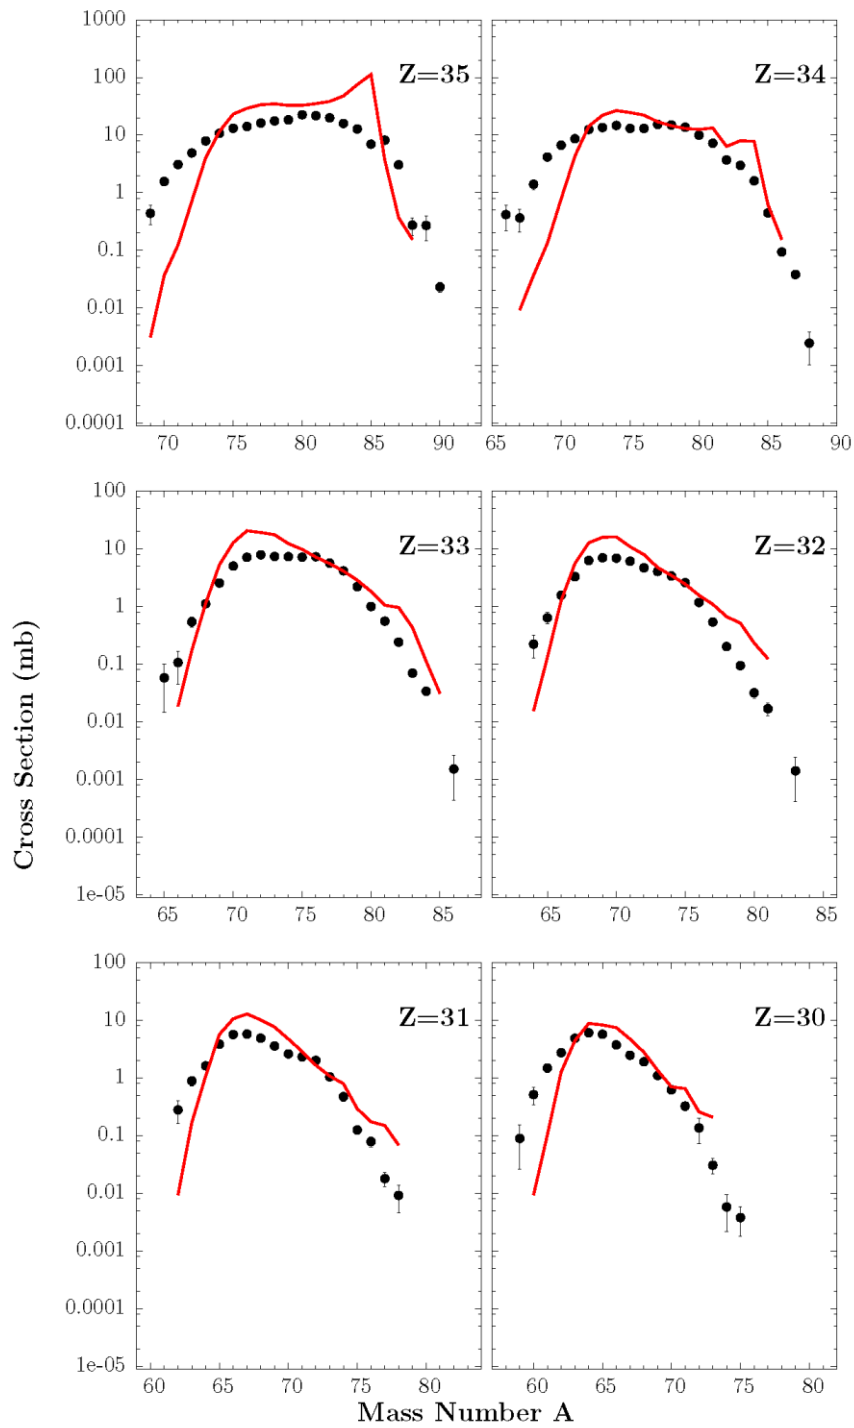 1000
100
10
1
0.1
0.01
0.001
0.0001
Z=35
Z=34
70 75 80 85 90
65 70 75 80 85 90
100
10
1
0.1
0.01
0.001
0.0001
1e-05
Z=33
Z=32
65 70 75 80
65 70 75 80 85
Cross Section (mb)
100
10
1
0.1
0.01
0.001
0.0001
1e-05
Z=31
Z=30
60 65 70 75 80
60 65 70 75 80
Mass Number A